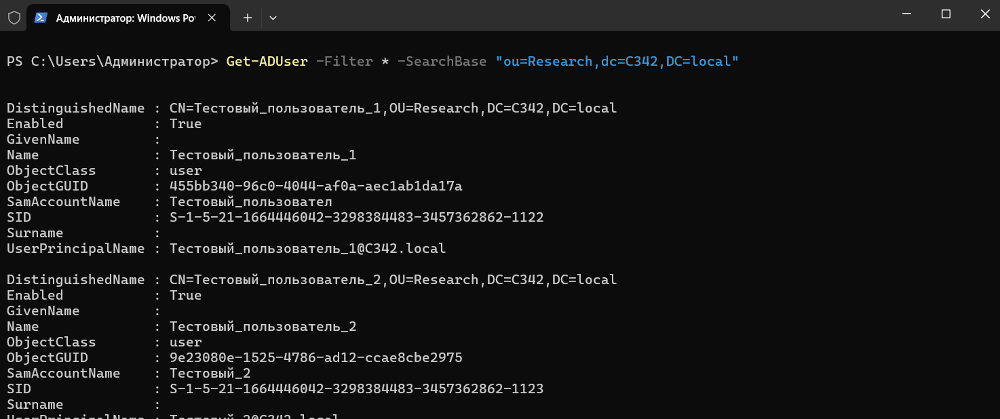 Администратор: Windows Po
PS C:\Users\Администратор> Get-ADUser -Filter * -SearchBase "ou=Research,dc=C342,DC=local"
DistinguishedName : CN=Тестовый_пользователь_1,OU=Research,DC=C342,DC=local
Enabled           : True
GivenName         :
Name              : Тестовый_пользователь_1
ObjectClass       : user
ObjectGUID        : 455bb340-96c0-4044-af0a-aec1ab1da17a
SamAccountName    : Тестовый_пользовател
SID               : S-1-5-21-1664446042-3298384483-3457362862-1122
Surname           :
UserPrincipalName : Тестовый_пользователь_1@C342.local
DistinguishedName : CN=Тестовый_пользователь_2,OU=Research,DC=C342,DC=local
Enabled           : True
GivenName         :
Name              : Тестовый_пользователь_2
ObjectClass       : user
ObjectGUID        : 9e23080e-1525-4786-ad12-ccae8cbe2975
SamAccountName    : Тестовый_2
SID               : S-1-5-21-1664446042-3298384483-3457362862-1123
Surname           :
UserPrincipalName : Тестовый_2@C342.local